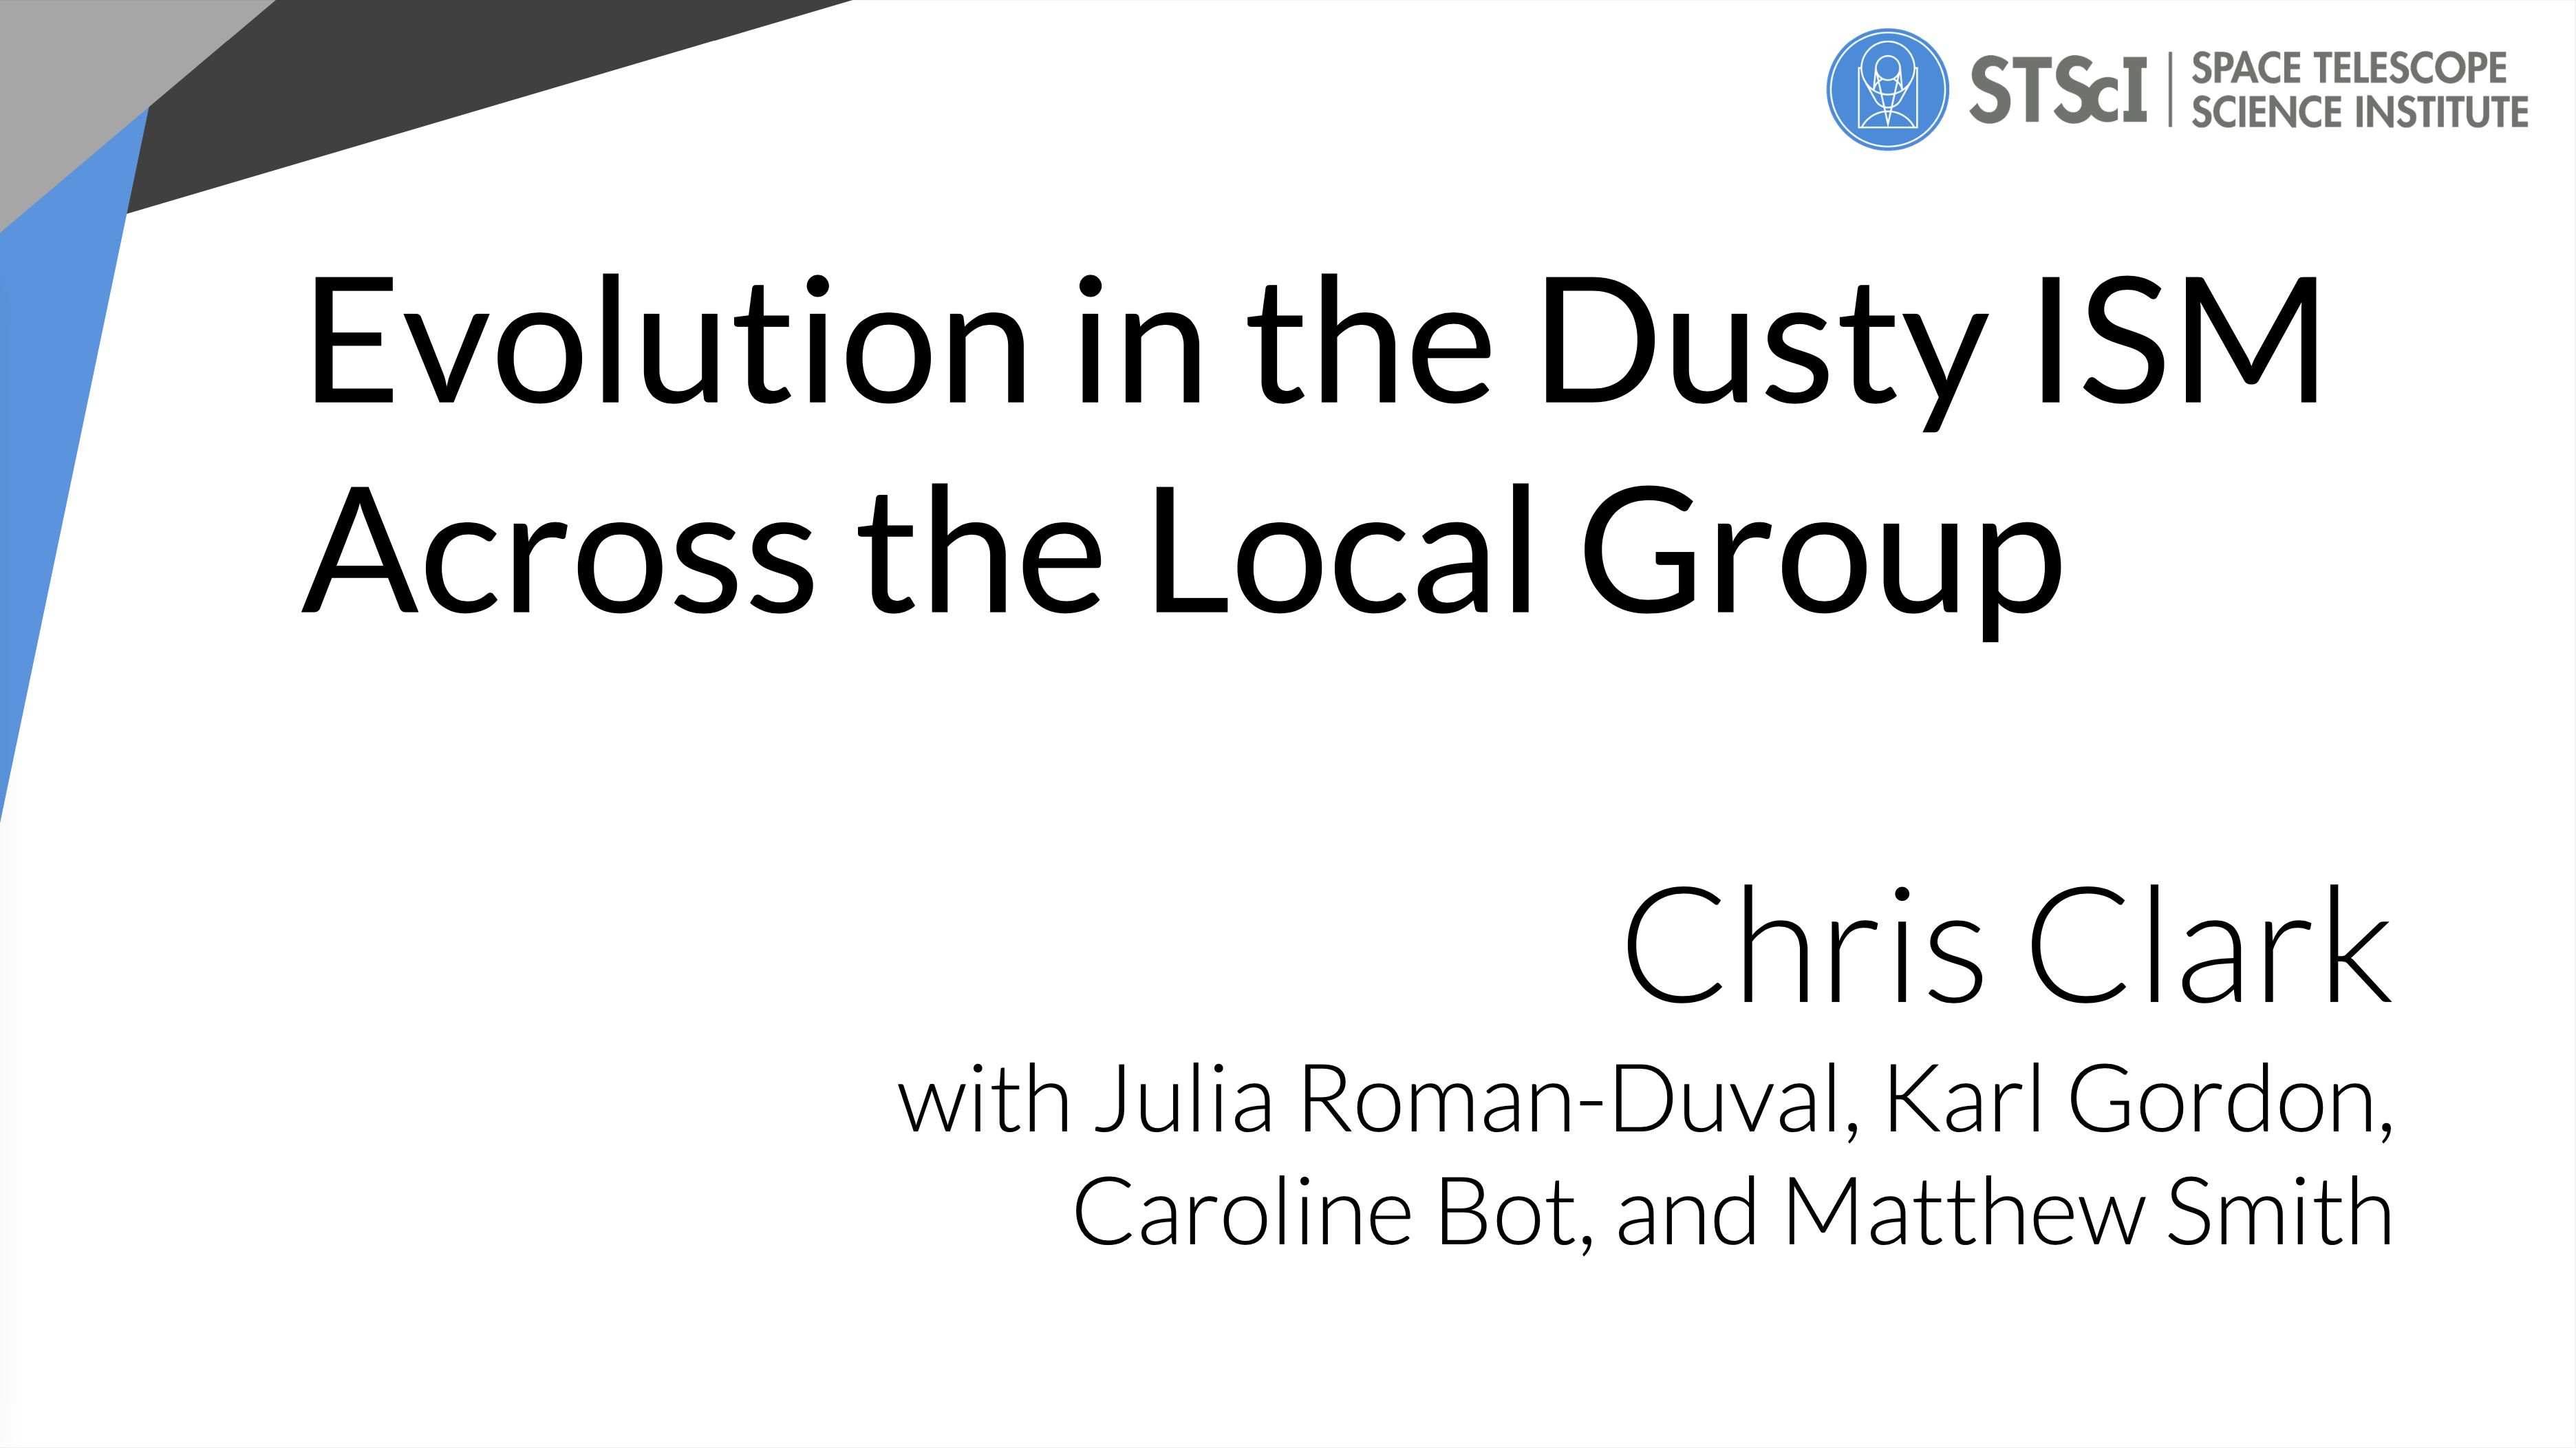 STScI | SPACE TELESCOPE
SCIENCE INSTITUTE
Evolution in the Dusty ISM
Across the Local Group
Chris Clark
with Julia Roman-Duval, Karl Gordon,
Caroline Bot, and Matthew Smith